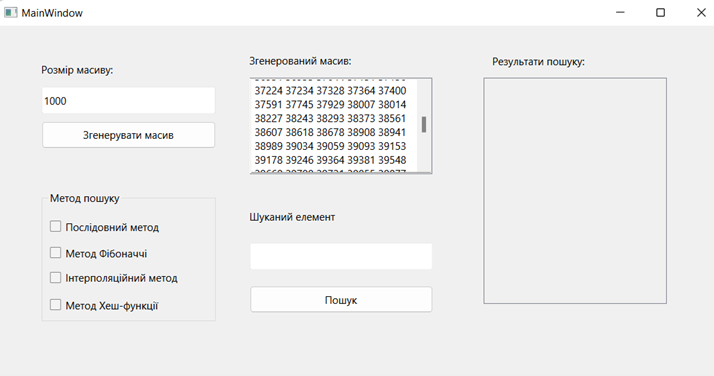 MainWindow
Розмір масиву:
1000
Згенерувати масив
Метод пошуку
Послідовний метод
Метод Фібоначчі
Інтерполяційний метод
Метод Хеш-функції
Згенерований масив:
37224 37234 37328 37364 37400
37591 37745 37929 38007 38014
38227 38243 38293 38373 38561
38607 38618 38678 38908 38941
38989 39034 39059 39093 39153
39178 39246 39364 39381 39548
Шуканий елемент
Пошук
Результати пошуку: